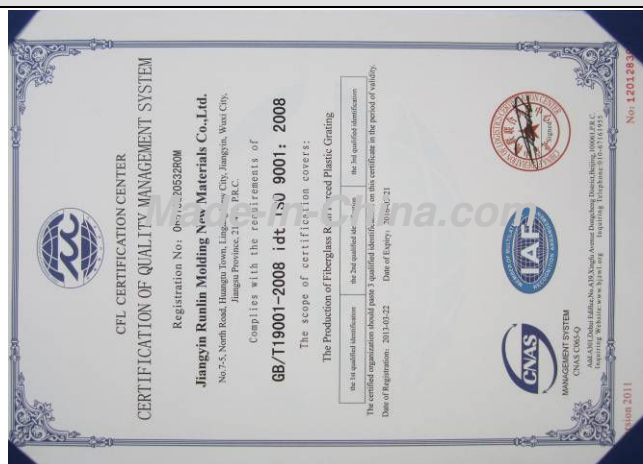 CFL CERTIFICATION CENTER
CERTIFICATION OF QUALITY MANAGEMENT SYSTEM
Registration No:
Jiangyin Runlin Molding New Materials Co.,Ltd.
No.7-5, North Road, Huangtu Town, City, Jiangyin, Wuxi City,
Jiangsu Province, P.R.C.
Complies with the requirements of
GB/T19001-2008 idt ISO 9001: 2008
The scope of certification covers:
The Production of Fiberglass Plastic Grating
the 1st qualified identification
the 2nd qualified
the 3rd qualified identification
The certified organization should paste 3 qualified on this certificate in the period of validity.
Date of Registration: 2013-03-22
Date of Expiry:
CNAS
MANAGEMENT SYSTEM
CNAS C065-Q
IAF
Version 2011
No: 12012830
Made-in-China.com